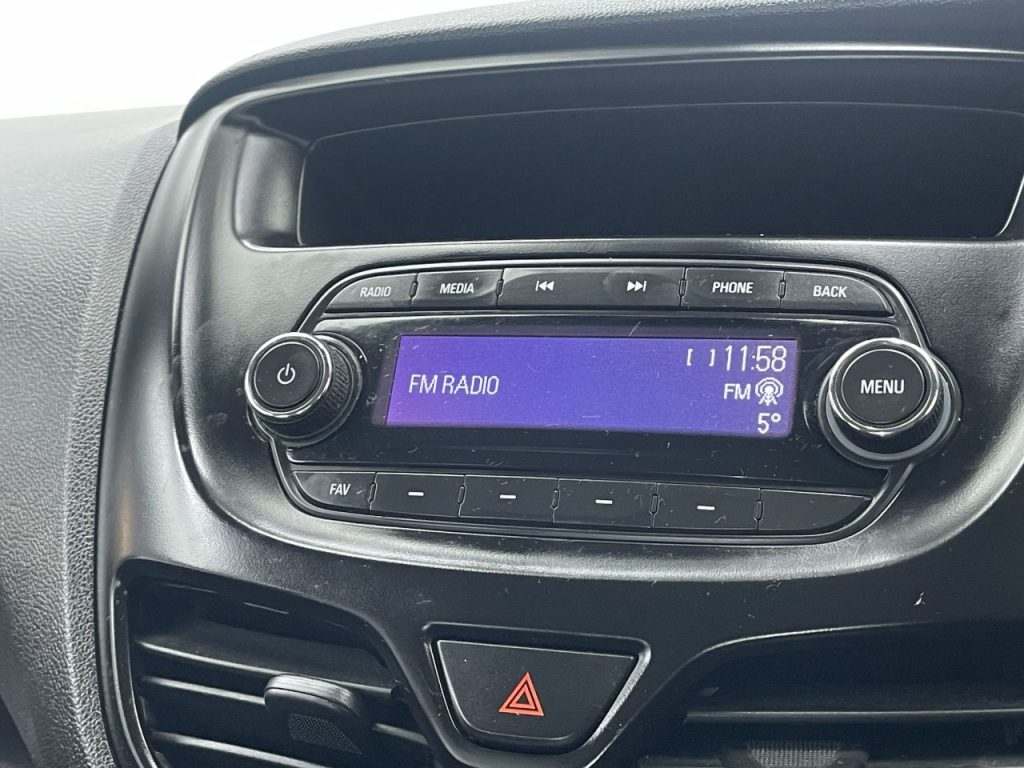 RADIO MEDIA PHONE BACK
[ ] 11:58
FM RADIO
FM
5°
MENU
FAV